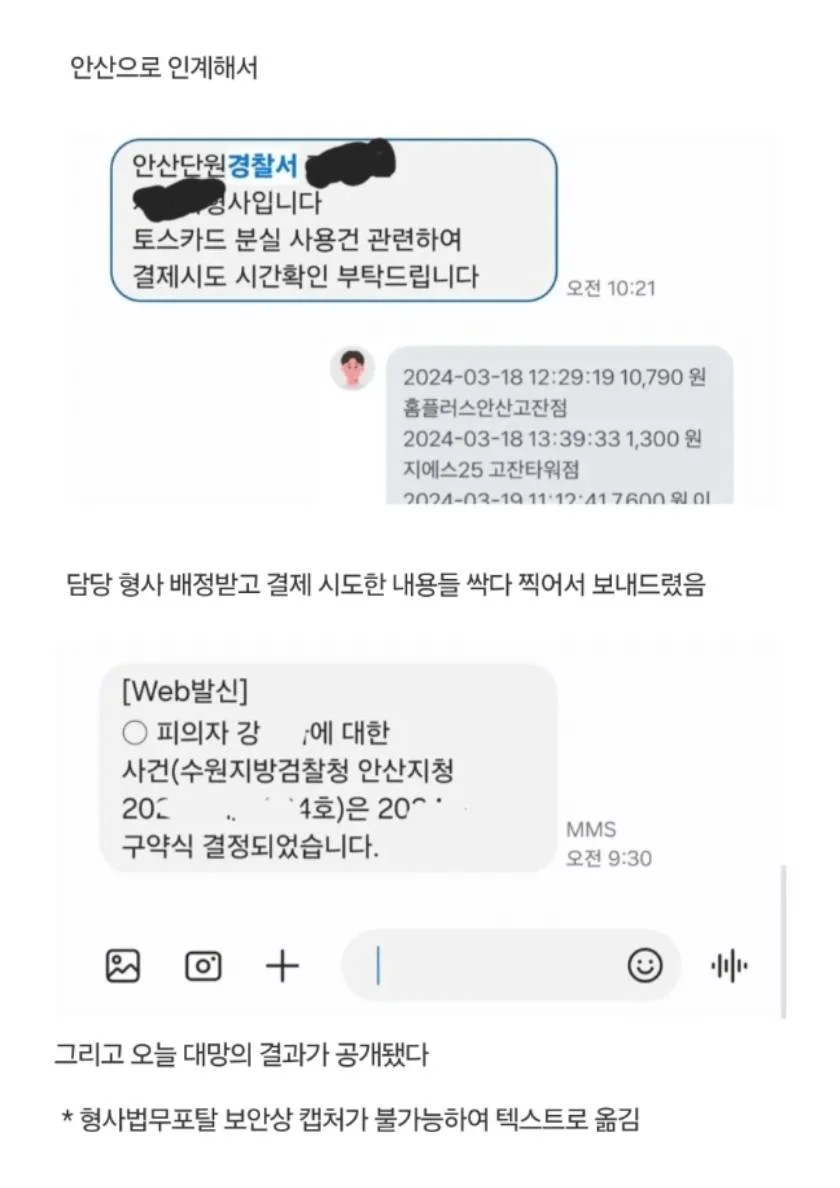 안산으로 인계해서
안산단원경찰서
형사입니다
토스카드 분실 사용건 관련하여
결제시도 시간확인 부탁드립니다
오전 10:21
2024-03-18 12:29:19 10,790 원
홈플러스안산고잔점
2024-03-18 13:39:33 1,300 원
지에스25 고잔타워점
2024-03-19 11:12:41 7,600 원 이
담당 형사 배정받고 결제 시도한 내용들 싹다 찍어서 보내드렸음
[Web발신]
○ 피의자 강 에 대한
사건(수원지방검찰청 안산지청
4호)은
구약식 결정되었습니다.
MMS
오전 9:30
그리고 오늘 대망의 결과가 공개됐다
* 형사법무포탈 보안상 캡처가 불가능하여 텍스트로 옮김